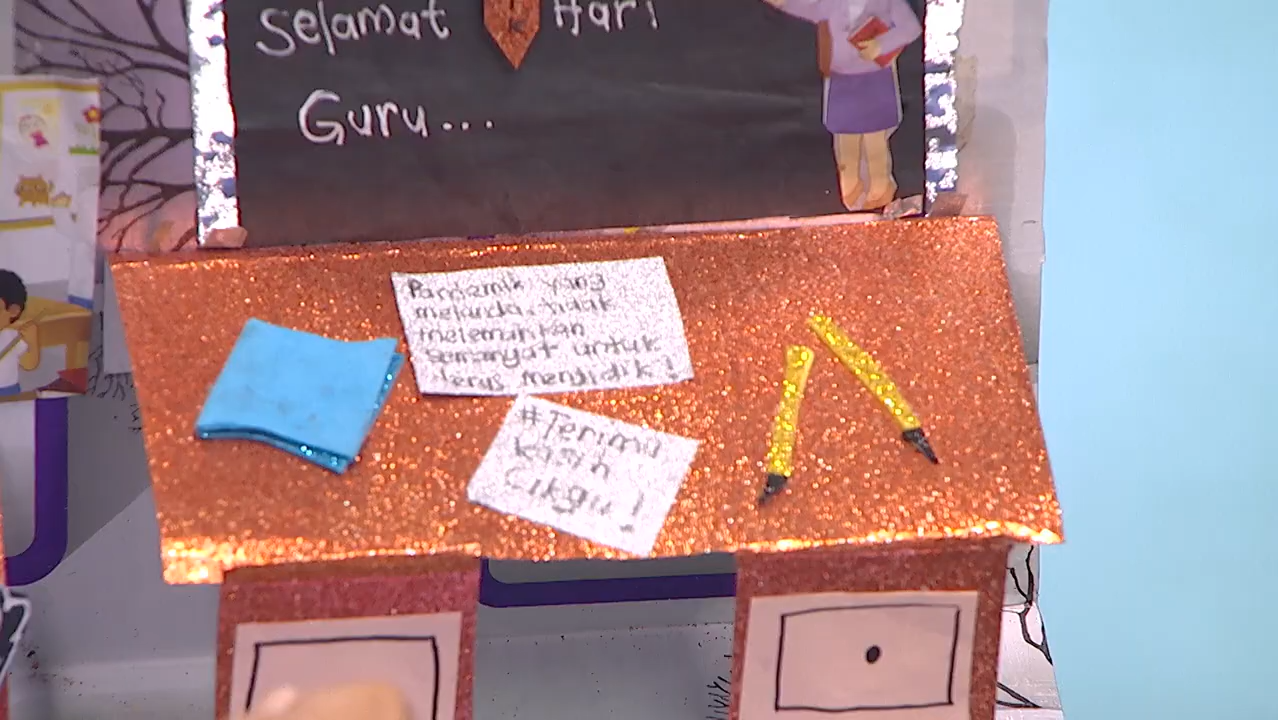 Selamat Hari
Guru...
Pandemik yang
melanda tidak
melemahkan
semangat untuk
terus mendidik!
#Terima
kasih
Cikgu!